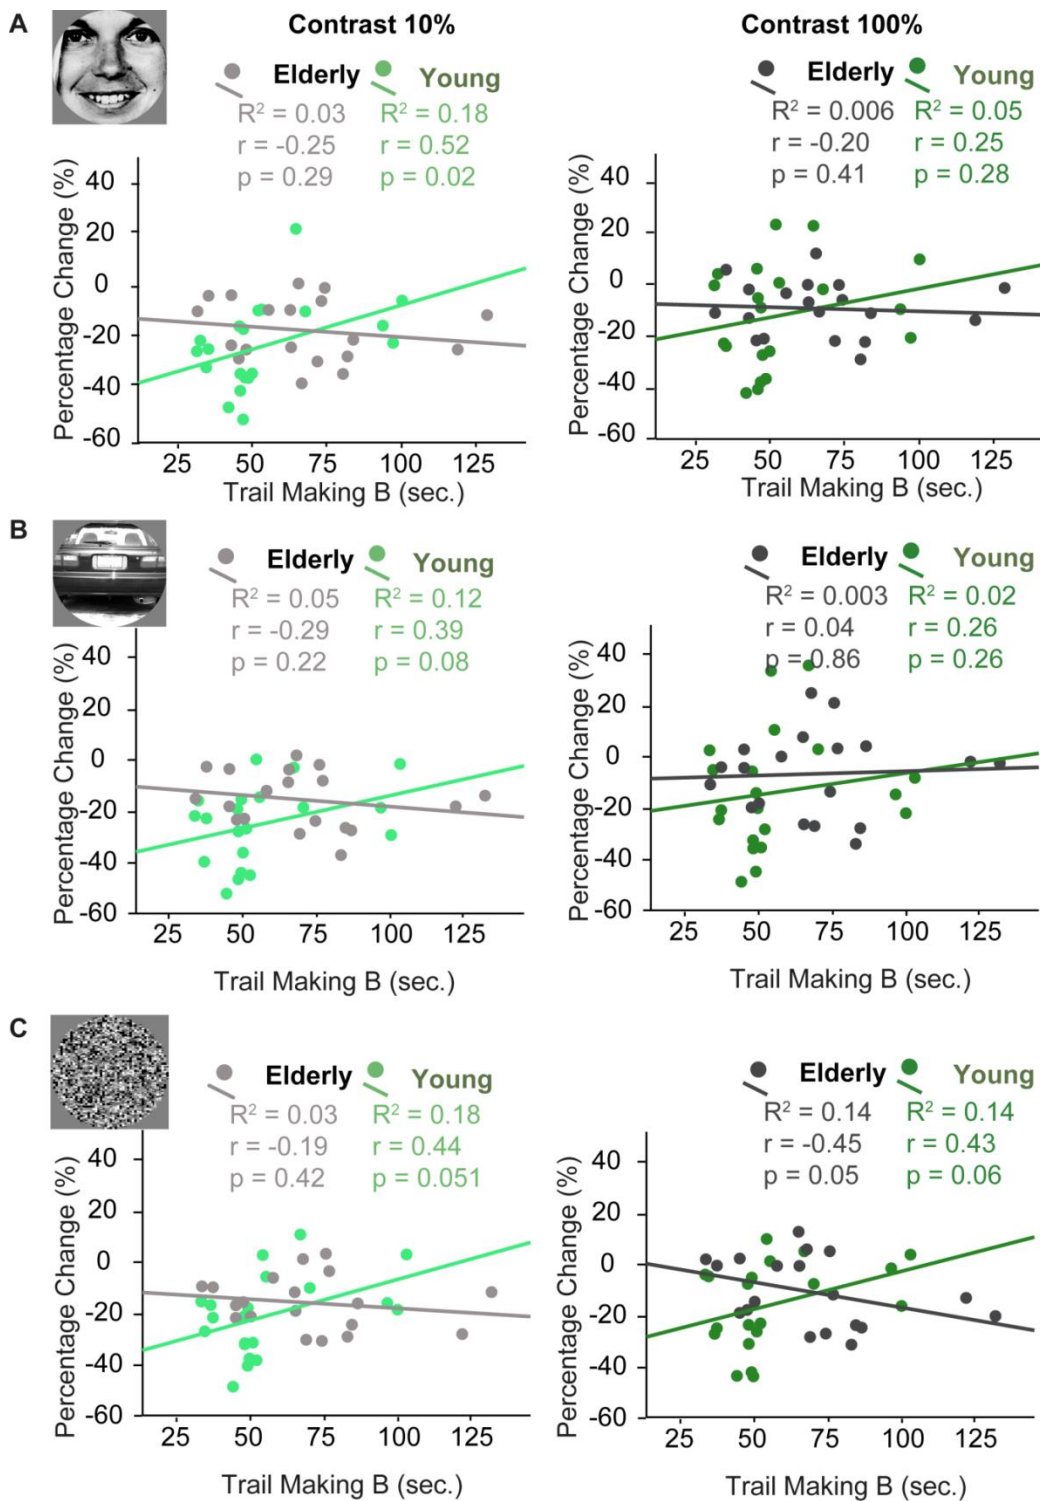 A
Contrast 10%
Contrast 100%
Elderly Young
R² = 0.03 R² = 0.18
r = -0.25 r = 0.52
p = 0.29 p = 0.02
Percentage Change (%)
40
20
0
-20
-40
-60
25 50 75 100 125
Trail Making B (sec.)
Elderly Young
R² = 0.006 R² = 0.05
r = -0.20 r = 0.25
p = 0.41 p = 0.28
Percentage Change (%)
40
20
0
-20
-40
-60
25 50 75 100 125
Trail Making B (sec.)
B
Elderly Young
R² = 0.05 R² = 0.12
r = -0.29 r = 0.39
p = 0.22 p = 0.08
Percentage Change (%)
40
20
0
-20
-40
-60
25 50 75 100 125
Trail Making B (sec.)
Elderly Young
R² = 0.003 R² = 0.02
r = 0.04 r = 0.26
p = 0.86 p = 0.26
Percentage Change (%)
40
20
0
-20
-40
-60
25 50 75 100 125
Trail Making B (sec.)
C
Elderly Young
R² = 0.03 R² = 0.18
r = -0.19 r = 0.44
p = 0.42 p = 0.051
Percentage Change (%)
40
20
0
-20
-40
-60
25 50 75 100 125
Trail Making B (sec.)
Elderly Young
R² = 0.14 R² = 0.14
r = -0.45 r = 0.43
p = 0.05 p = 0.06
Percentage Change (%)
40
20
0
-20
-40
-60
25 50 75 100 125
Trail Making B (sec.)